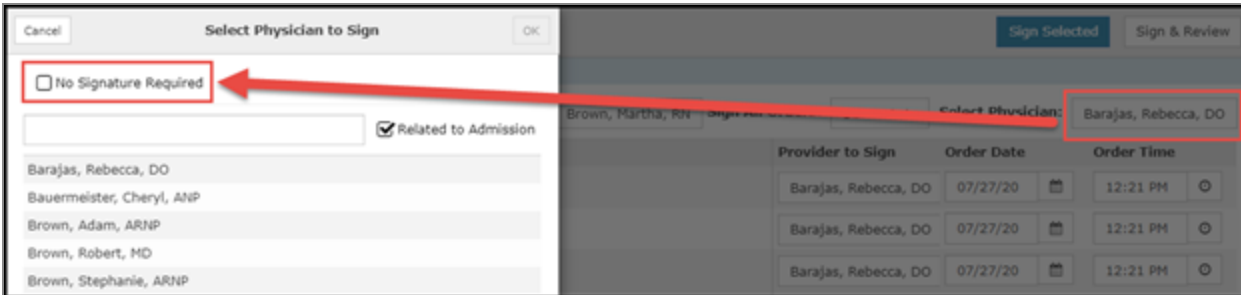 Cancel
Select Physician to Sign
OK
No Signature Required
Related to Admission
Barajas, Rebecca, DO
Bauermeister, Cheryl, ANP
Brown, Adam, ARNP
Brown, Robert, MD
Brown, Stephanie, ARNP
Sign Selected
Sign & Review
Brown, Martha, RN
Select Physician:
Barajas, Rebecca, DO
Provider to Sign Order Date Order Time
Barajas, Rebecca, DO 07/27/20 12:21 PM
Barajas, Rebecca, DO 07/27/20 12:21 PM
Barajas, Rebecca, DO 07/27/20 12:21 PM